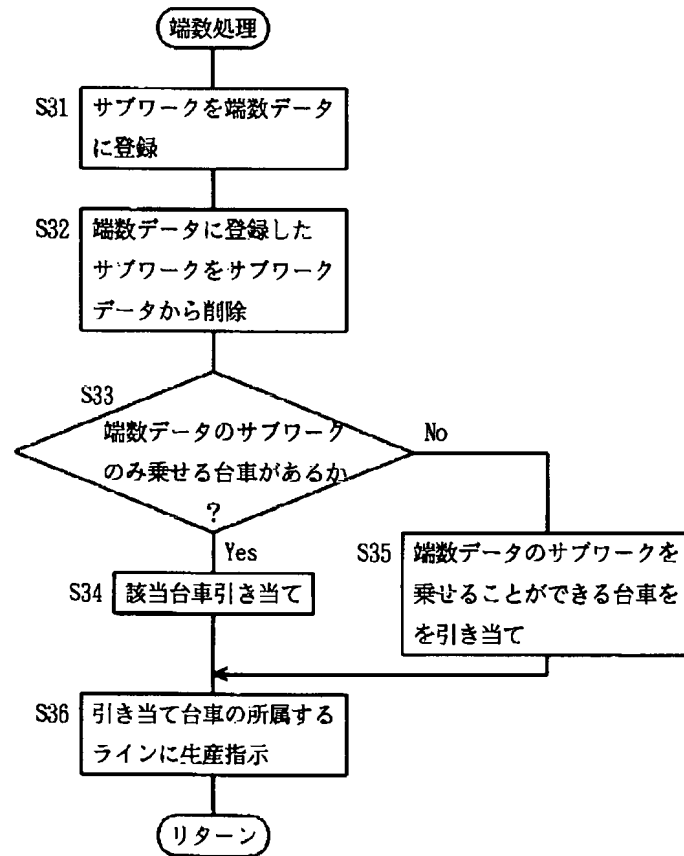 端数処理
S31
サブワークを端数データ
に登録
S32
端数データに登録した
サブワークをサブワーク
データから削除
S33
端数データのサブワーク
のみ乗せる台車があるか
?
No
Yes
S34
該当台車引き当て
S35
端数データのサブワークを
乗せることができる台車を
を引き当て
S36
引き当て台車の所属する
ラインに生産指示
リターン